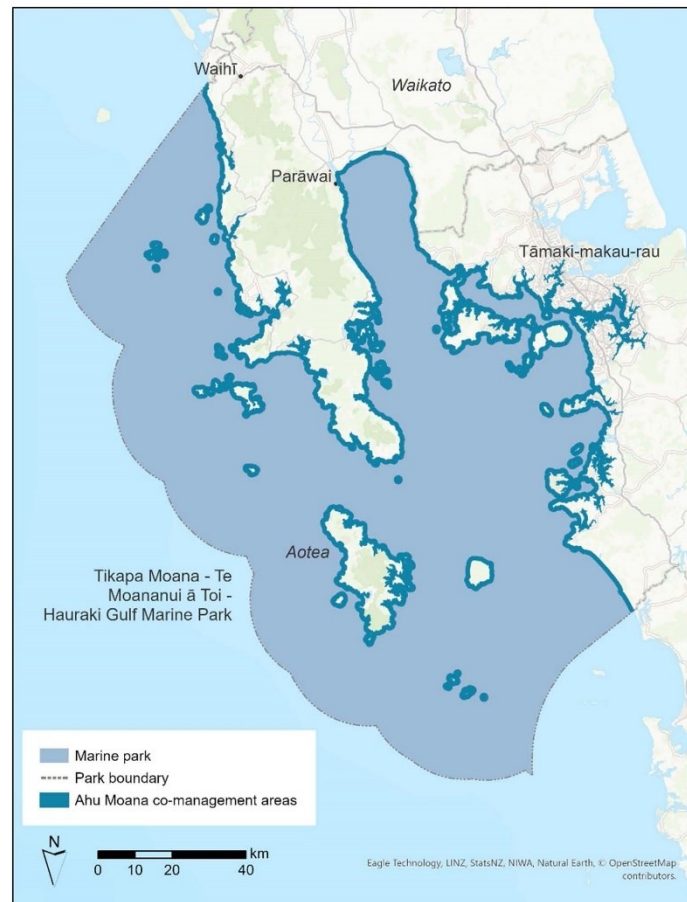 Waihī
Waikato
Parāwai
Tāmaki-makau-rau
Aotea
Tikapa Moana - Te
Moananui ā Toi -
Hauraki Gulf Marine Park
Marine park
Park boundary
Ahu Moana co-management areas
N
km
0 10 20 40
Eagle Technology, LINZ, StatsNZ, NIWA, Natural Earth, © OpenStreetMap
contributors.